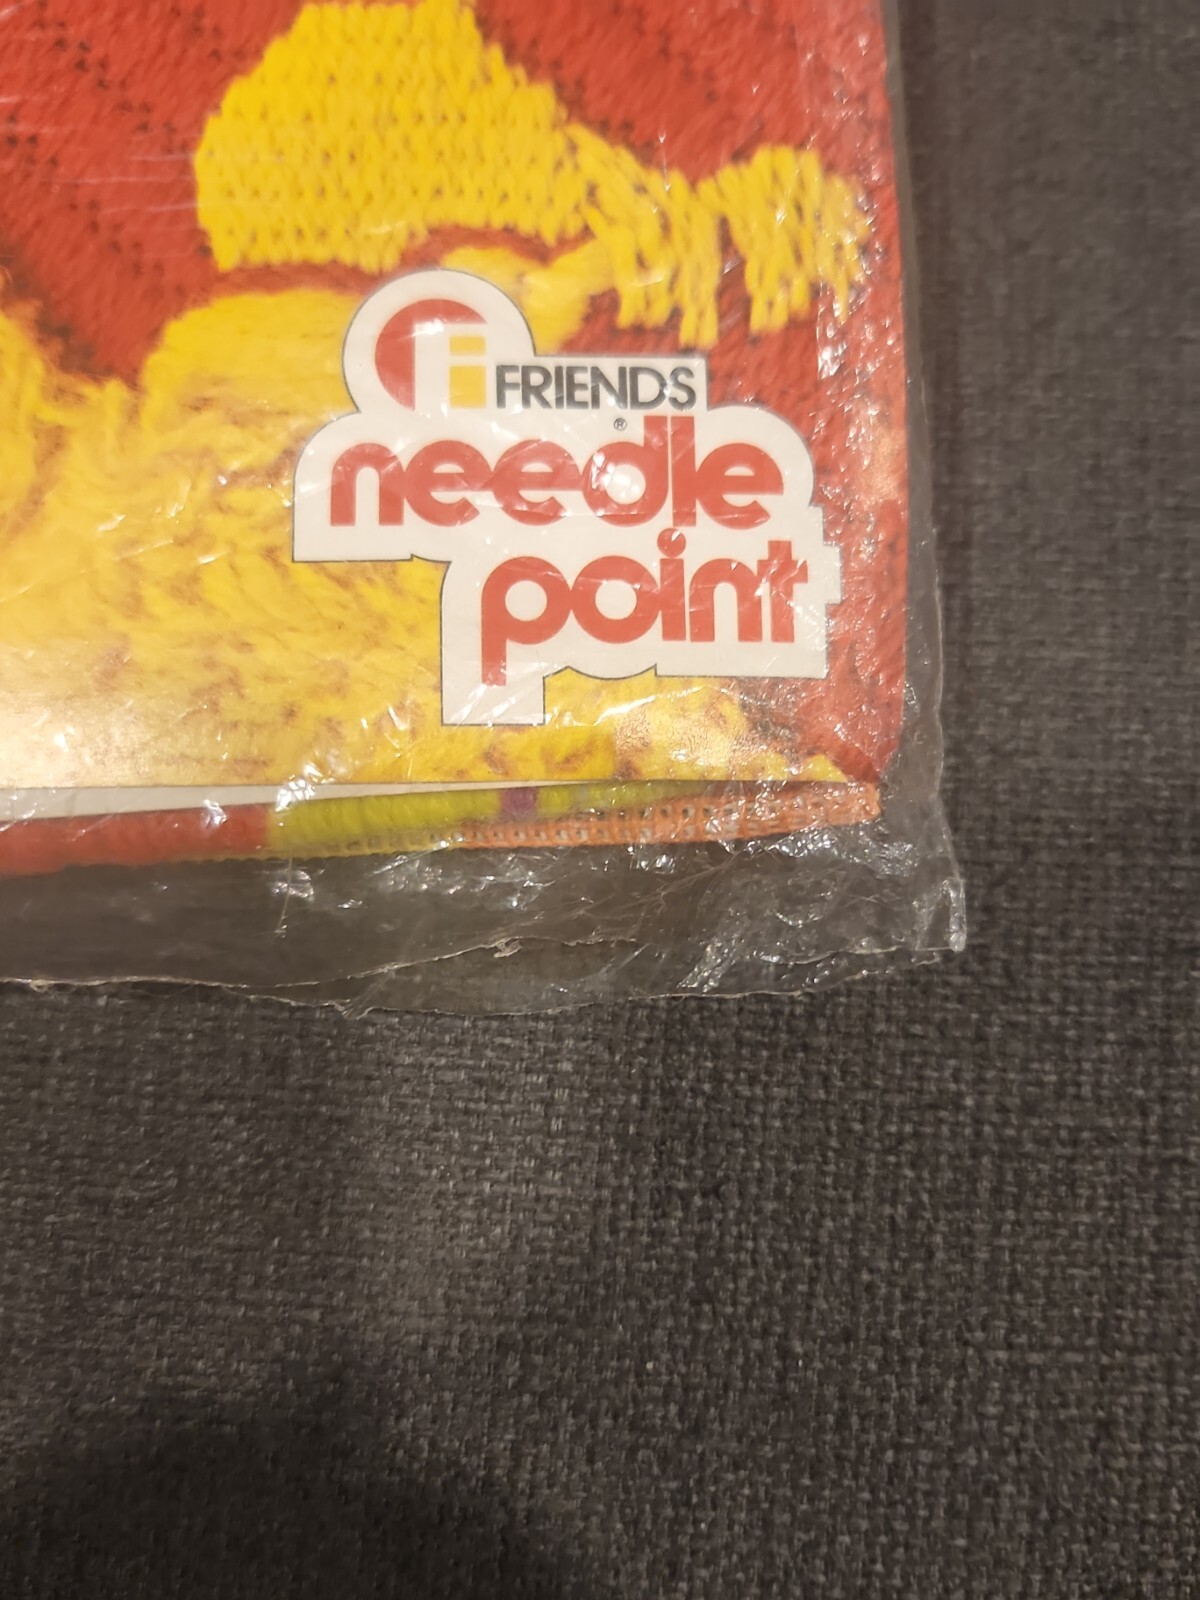 FRIENDS
®
needle
point